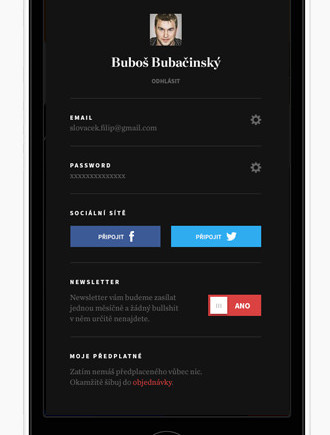 Buboš Bubačinský
ODHLÁSIT
EMAIL
slovacek.filip@gmail.com
PASSWORD
xxxxxxxxxxxxxx
SOCIÁLNÍ SÍTĚ
PŘIPOJIT f PŘIPOJIT
NEWSLETTER
Newsletter vám budeme zasílat
jednou měsíčně a žádný bullshit
v něm určitě nenajdete.
ANO
MOJE PŘEDPLATNÉ
Zatím nemáš předplaceného vůbec nic.
Okamžitě šibuj do objednávky.